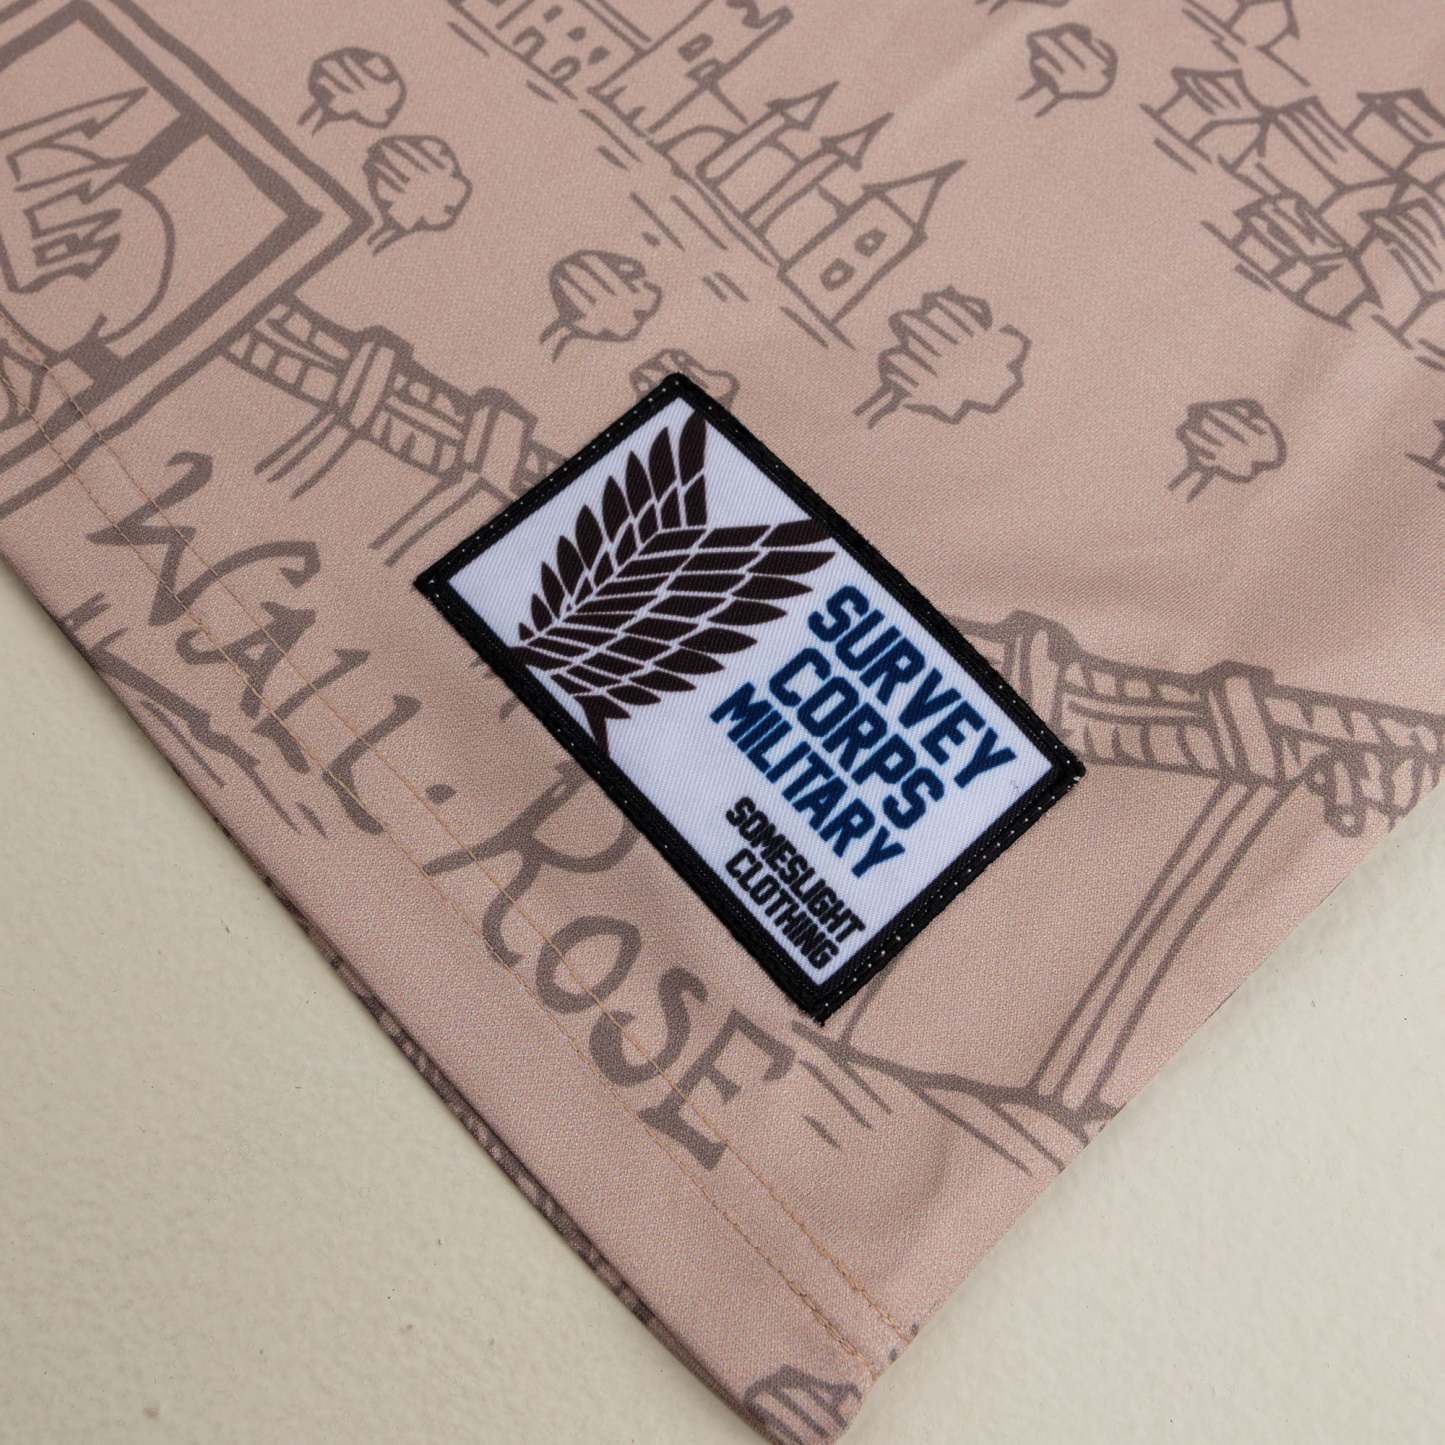 WALL·ROSE
SURVEY
CORPS
MILITARY
SOMESLIGHT
CLOTHING